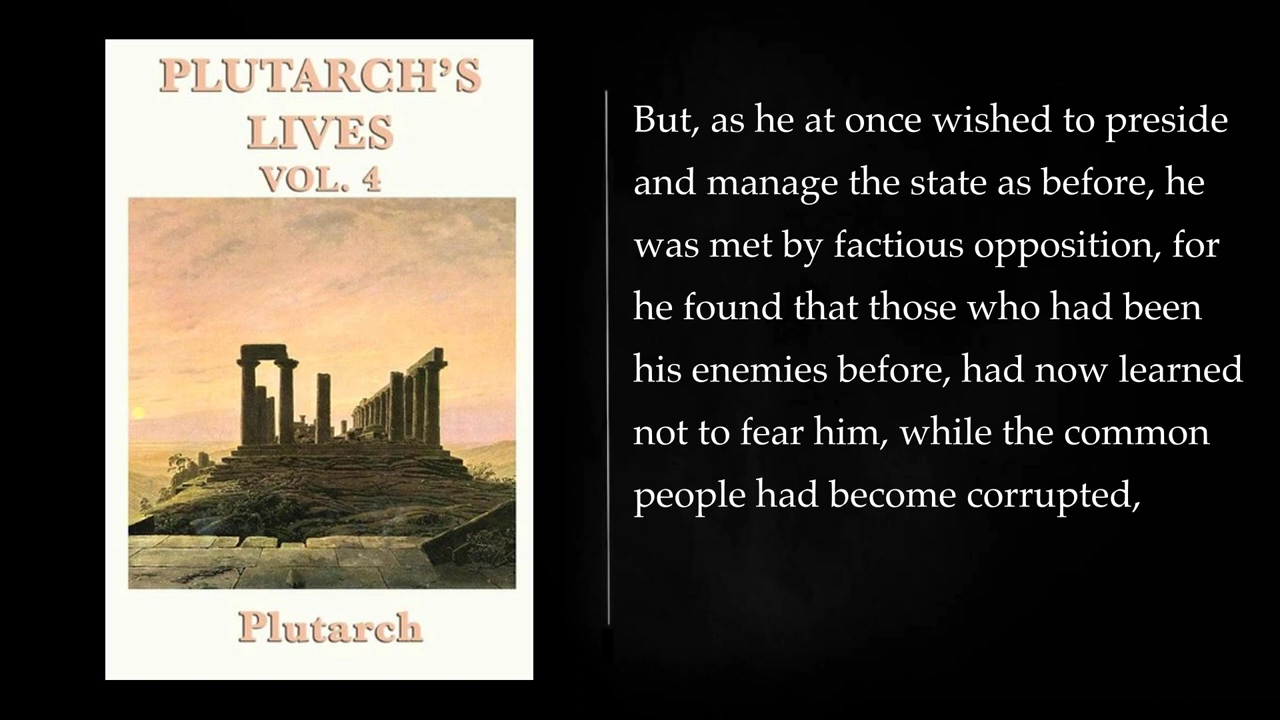 PLUTARCH'S
LIVES
VOL. 4
Plutarch
But, as he at once wished to preside
and manage the state as before, he
was met by factious opposition, for
he found that those who had been
his enemies before, had now learned
not to fear him, while the common
people had become corrupted,